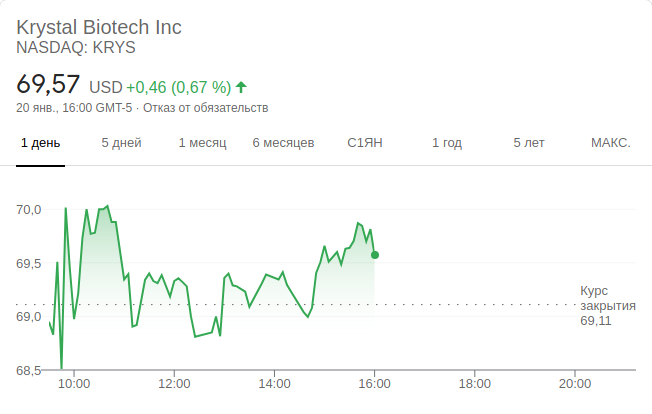 Krystal Biotech Inc
NASDAQ: KRYS
69,57 USD +0,46 (0,67 %)
20 янв., 16:00 GMT-5 · Отказ от обязательств
1 день 5 дней 1 месяц 6 месяцев С1ЯН 1 год 5 лет МАКС.
70,0
69,5
Курс
закрытия
69,11
69,0
68,5
10:00 12:00 14:00 16:00 18:00 20:00